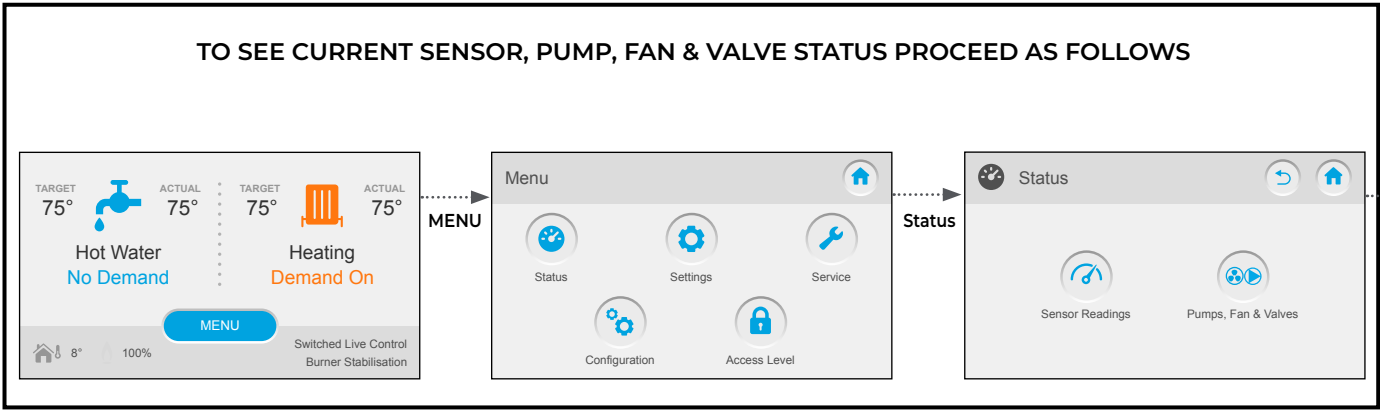 TO SEE CURRENT SENSOR, PUMP, FAN & VALVE STATUS PROCEED AS FOLLOWS
TARGET
75°
ACTUAL
75°
Hot Water
No Demand
TARGET
75°
ACTUAL
75°
Heating
Demand On
MENU
8°
100%
Switched Live Control
Burner Stabilisation
MENU
Menu
Status
Settings
Service
Configuration
Access Level
Status
Status
Sensor Readings
Pumps, Fan & Valves